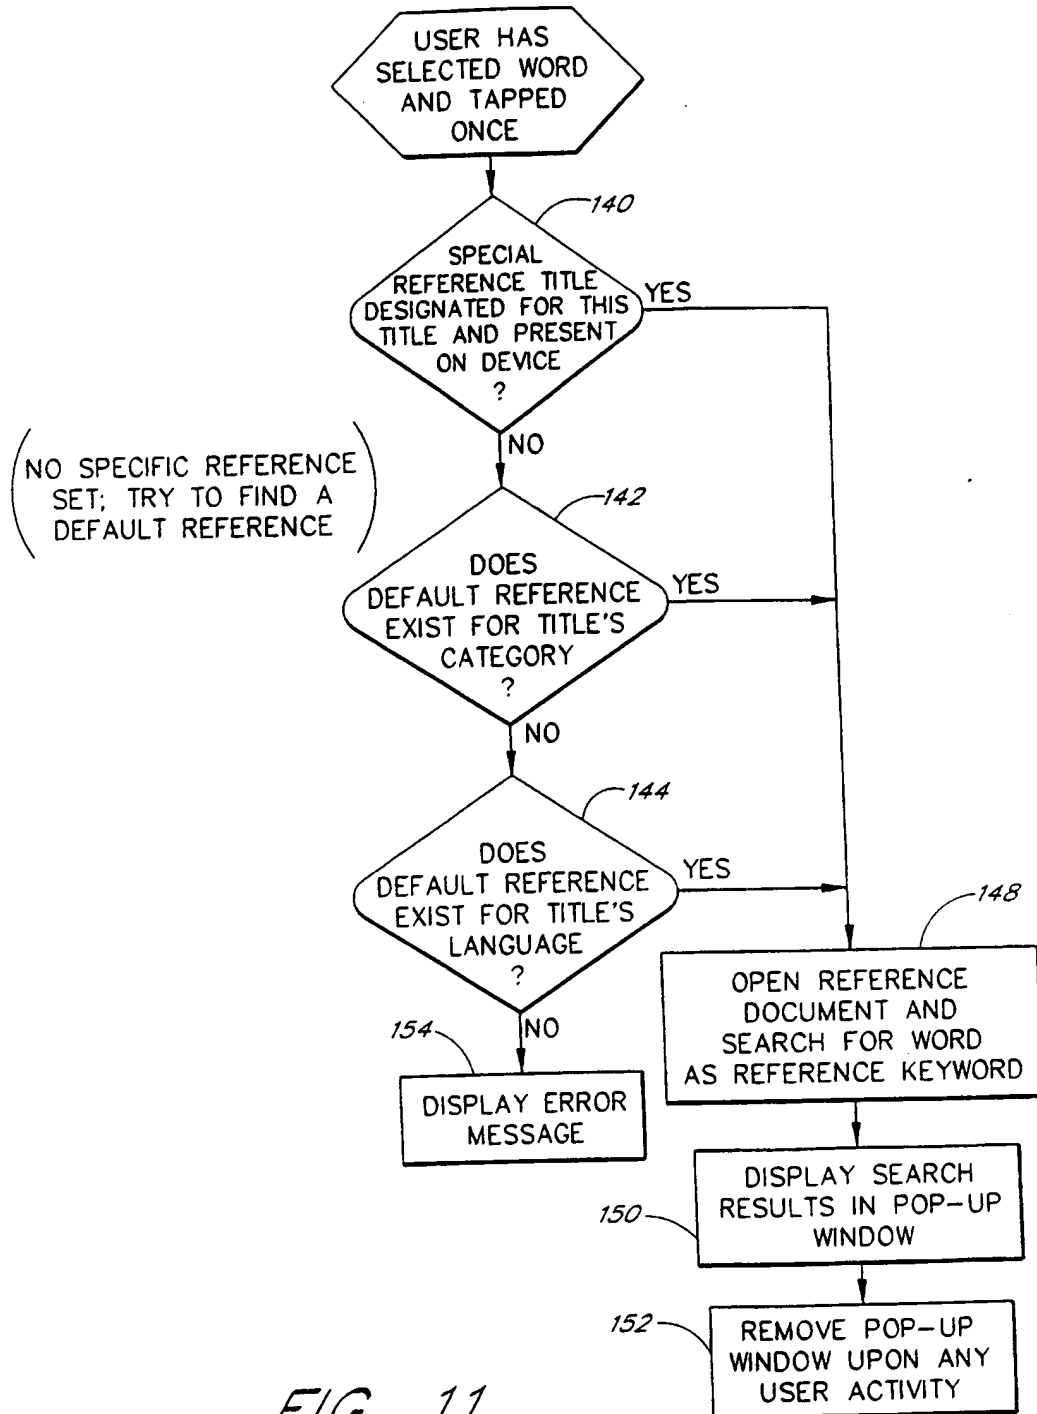 USER HAS
SELECTED WORD
AND TAPPED
ONCE
140
SPECIAL
REFERENCE TITLE
DESIGNATED FOR THIS
TITLE AND PRESENT
ON DEVICE
?
YES
NO
(NO SPECIFIC REFERENCE
SET; TRY TO FIND A
DEFAULT REFERENCE)
142
DOES
DEFAULT REFERENCE
EXIST FOR TITLE'S
CATEGORY
?
YES
NO
144
DOES
DEFAULT REFERENCE
EXIST FOR TITLE'S
LANGUAGE
?
YES
NO
148
OPEN REFERENCE
DOCUMENT AND
SEARCH FOR WORD
AS REFERENCE KEYWORD
154
DISPLAY ERROR
MESSAGE
150
DISPLAY SEARCH
RESULTS IN POP-UP
WINDOW
152
REMOVE POP-UP
WINDOW UPON ANY
USER ACTIVITY
FIG. 11